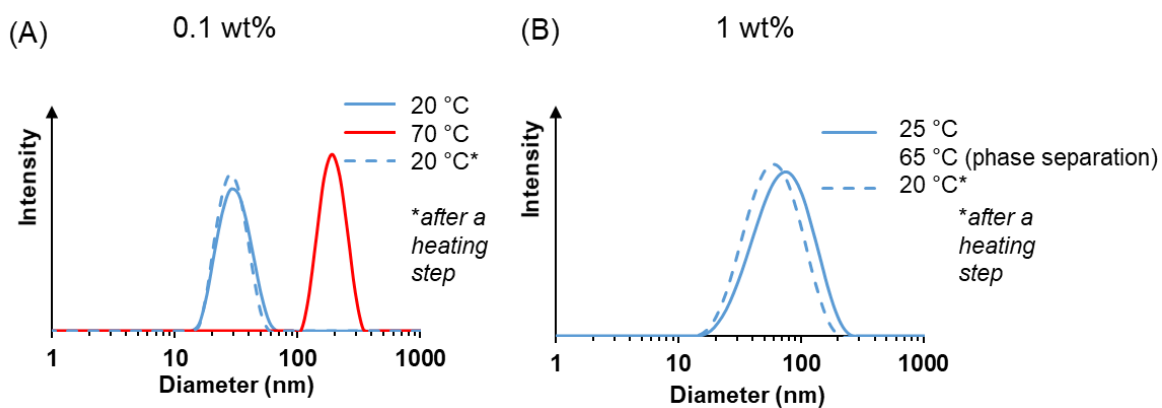 (A)
0.1 wt%
Intensity
20 °C
70 °C
20 °C*
*after a
heating
step
1
10
100
1000
Diameter (nm)
(B)
1 wt%
Intensity
25 °C
65 °C (phase separation)
20 °C*
*after a
heating
step
1
10
100
1000
Diameter (nm)